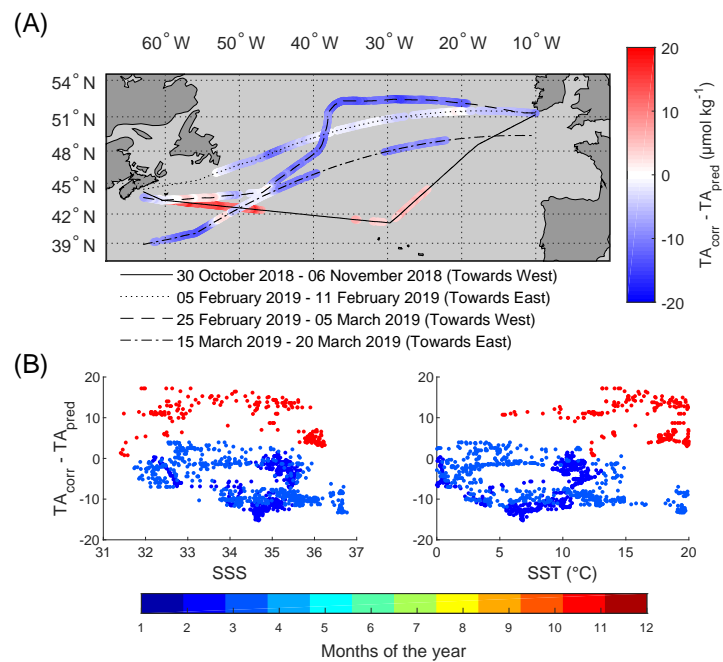 (A)
60° W 50° W 40° W 30° W 20° W 10° W
54° N
51° N
48° N
45° N
42° N
39° N
20
10
0
-10
-20
TAcorr - TApred (μmol kg-1)
30 October 2018 - 06 November 2018 (Towards West)
05 February 2019 - 11 February 2019 (Towards East)
25 February 2019 - 05 March 2019 (Towards West)
15 March 2019 - 20 March 2019 (Towards East)
(B)
TAcorr - TApred
20
10
0
-10
-20
31 32 33 34 35 36 37
SSS
20
10
0
-10
-20
0 5 10 15 20
SST (°C)
1 2 3 4 5 6 7 8 9 10 11 12
Months of the year